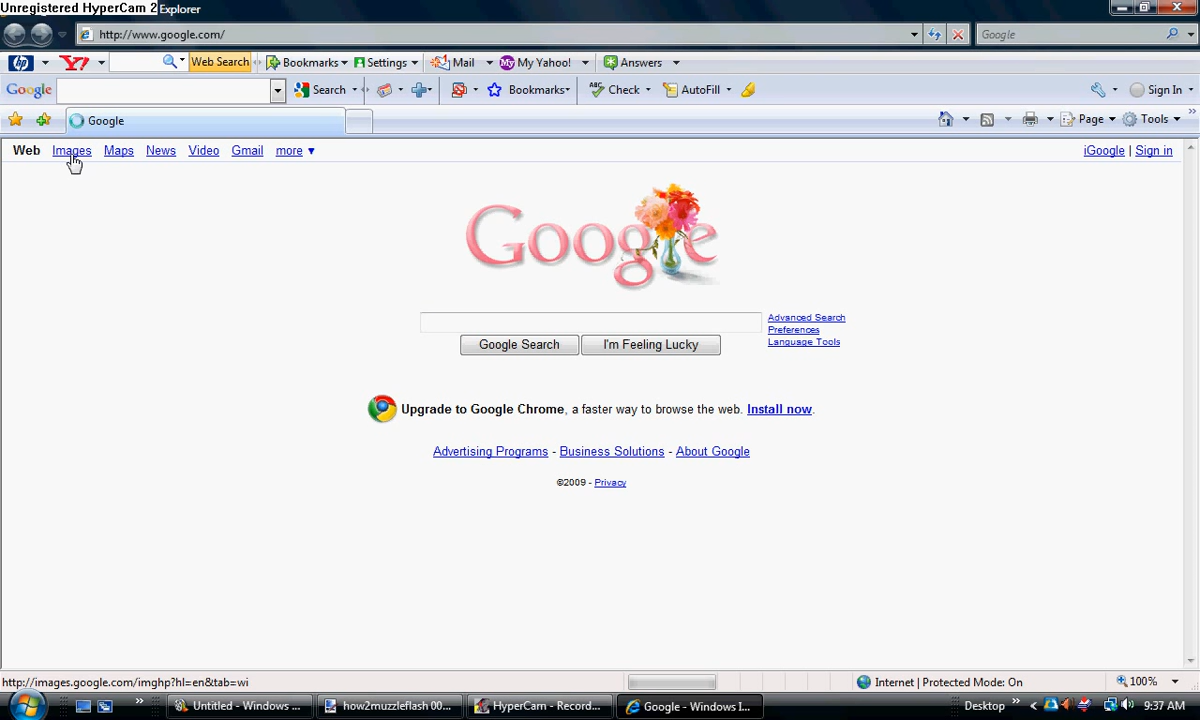 Unregistered HyperCam 2 Explorer
http://www.google.com/ Google
Web Search Bookmarks Settings Mail My Yahoo! Answers
Google Search Bookmarks Check AutoFill Sign In
Google Page Tools
Web Images Maps News Video Gmail more ▼ iGoogle | Sign in
Google
Advanced Search
Preferences
Language Tools
Google Search I'm Feeling Lucky
Upgrade to Google Chrome, a faster way to browse the web. Install now.
Advertising Programs - Business Solutions - About Google
©2009 - Privacy
http://images.google.com/imghp?hl=en&tab=wi Internet | Protected Mode: On 100%
Untitled - Windows ... how2muzzleflash 00... HyperCam - Record... Google - Windows I... Desktop 9:37 AM